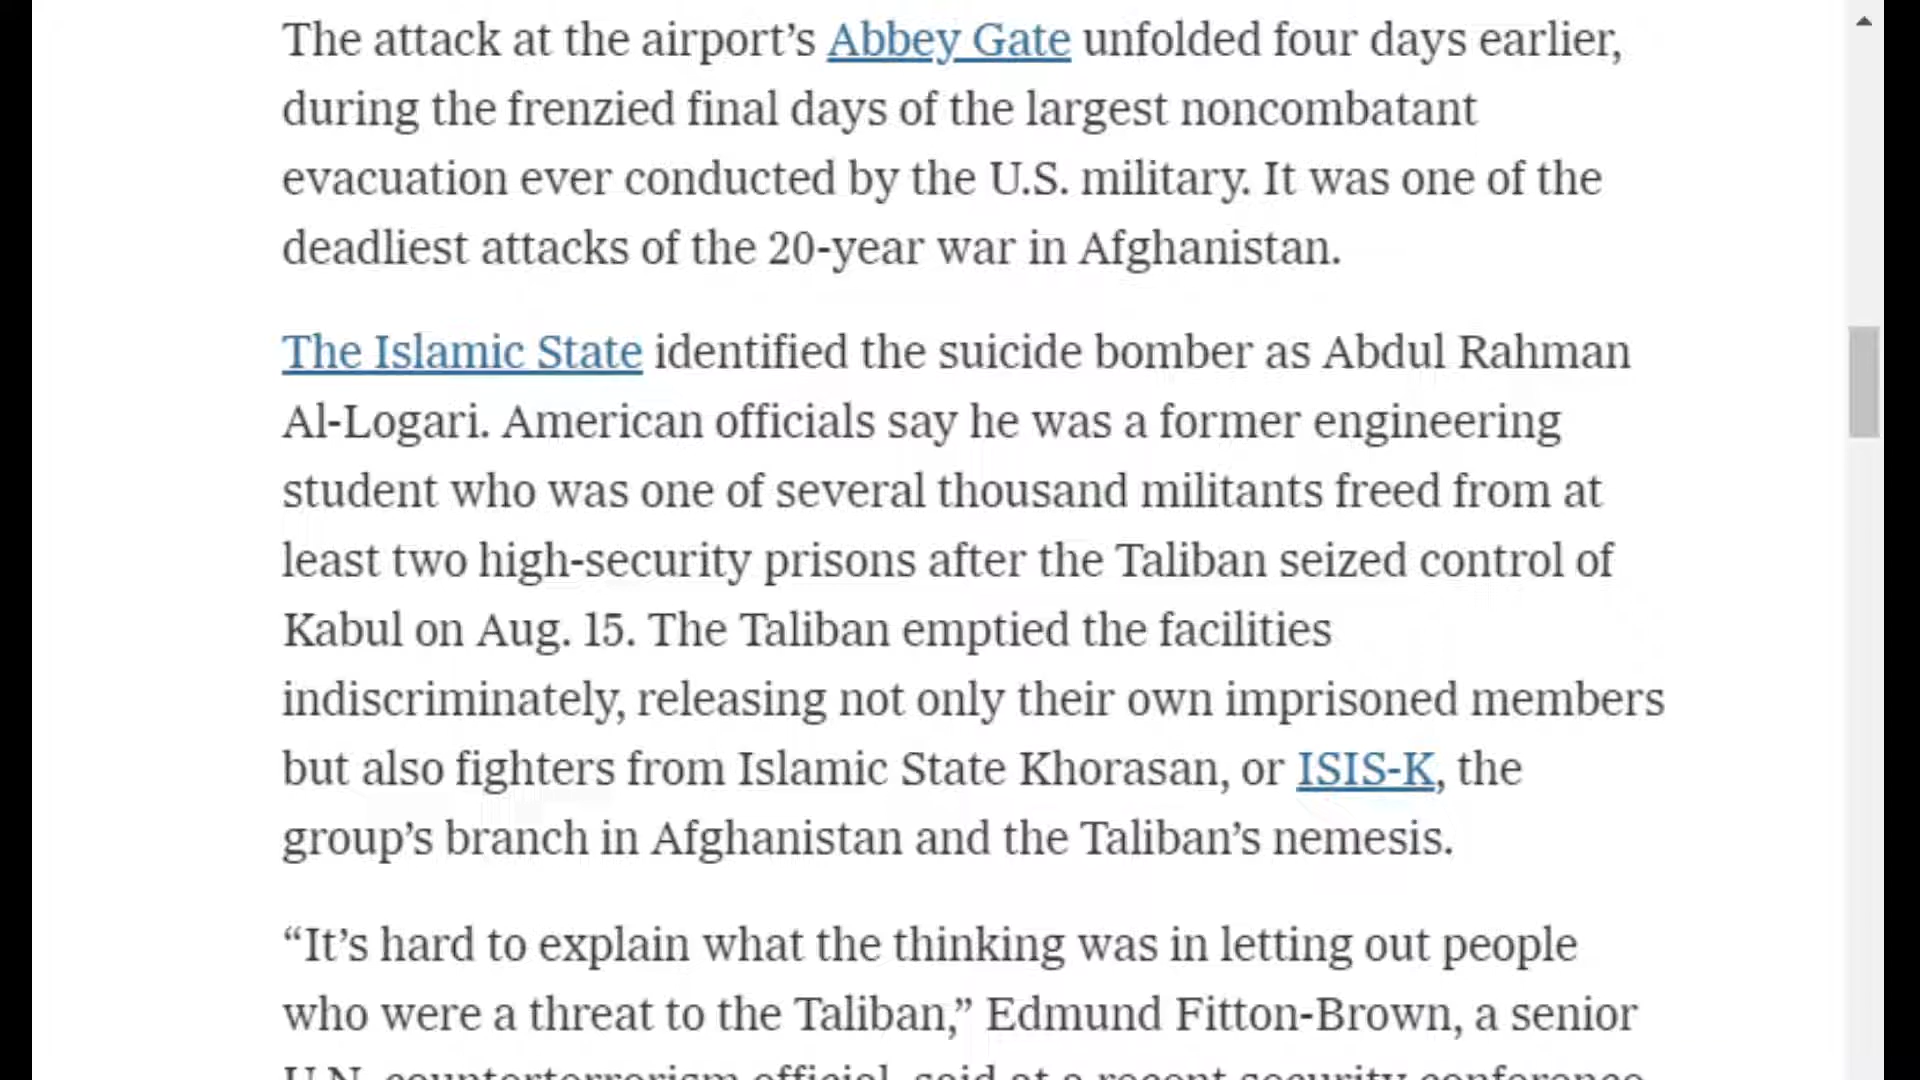 The attack at the airport’s Abbey Gate unfolded four days earlier,
during the frenzied final days of the largest noncombatant
evacuation ever conducted by the U.S. military. It was one of the
deadliest attacks of the 20-year war in Afghanistan.
The Islamic State identified the suicide bomber as Abdul Rahman
Al-Logari. American officials say he was a former engineering
student who was one of several thousand militants freed from at
least two high-security prisons after the Taliban seized control of
Kabul on Aug. 15. The Taliban emptied the facilities
indiscriminately, releasing not only their own imprisoned members
but also fighters from Islamic State Khorasan, or ISIS-K, the
group’s branch in Afghanistan and the Taliban’s nemesis.
“It’s hard to explain what the thinking was in letting out people
who were a threat to the Taliban,” Edmund Fitton-Brown, a senior
U.N. counterterrorism official, said at a recent security conference